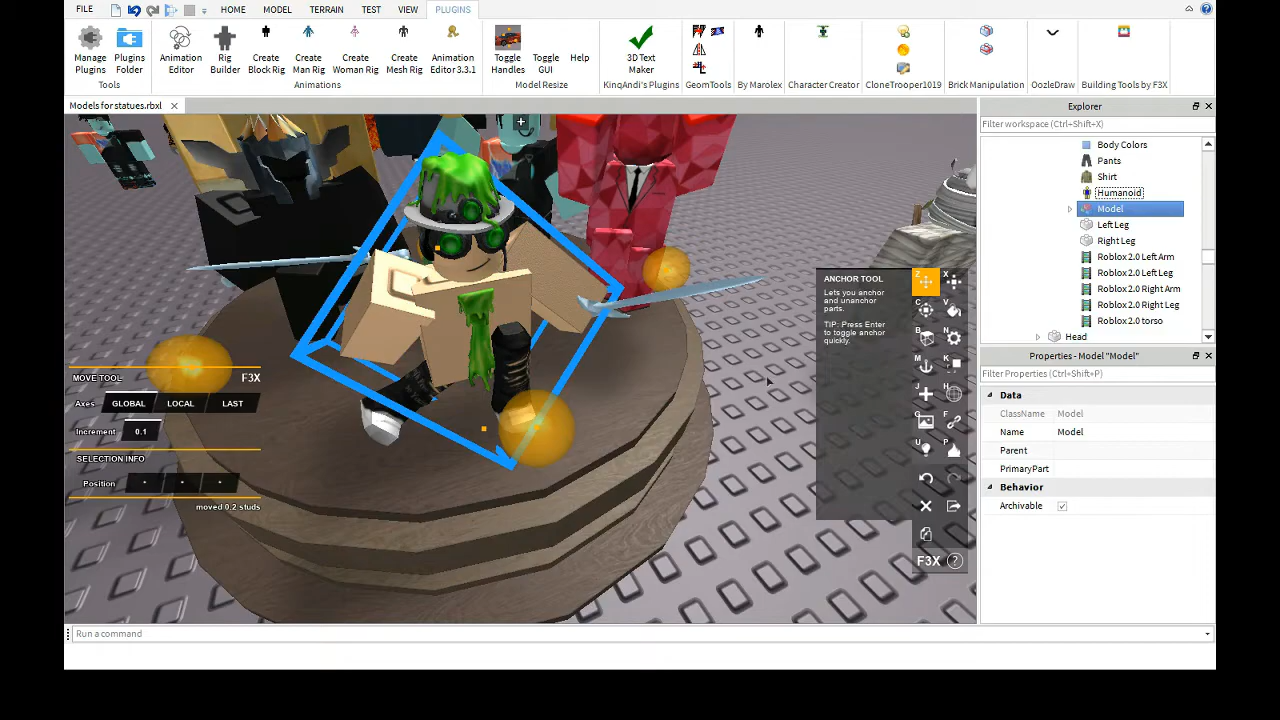 FILE HOME MODEL TERRAIN TEST VIEW PLUGINS
Manage Plugins
Plugins Folder
Tools
Animation Editor
Rig Builder
Create Block Rig
Create Man Rig
Create Woman Rig
Create Mesh Rig
Animation Editor 3.3.1
Animations
Toggle Handles
Toggle GUI
Help
Model Resize
3D Text Maker
KinqAndi's Plugins
GeomTools
By Marolex
Character Creator
CloneTrooper1019
Brick Manipulation
OozleDraw
Building Tools by F3X
Models for statues.rbxl
Explorer
Filter workspace (Ctrl+Shift+X)
Body Colors
Pants
Shirt
Humanoid
Model
Left Leg
Right Leg
Roblox 2.0 Left Arm
Roblox 2.0 Left Leg
Roblox 2.0 Right Arm
Roblox 2.0 Right Leg
Roblox 2.0 torso
Head
Properties - Model "Model"
Filter Properties (Ctrl+Shift+P)
Data
ClassName Model
Name Model
Parent
PrimaryPart
Behavior
Archivable
ANCHOR TOOL
Lets you anchor
and unanchor
parts.
TIP: Press Enter
to toggle anchor
quickly.
Z X
C V
B N
M K
J H
G F
U P
F3X ?
MOVE TOOL F3X
Axes GLOBAL LOCAL LAST
Increment 0.1
SELECTION INFO
Position * * *
moved 0.2 studs
Run a command